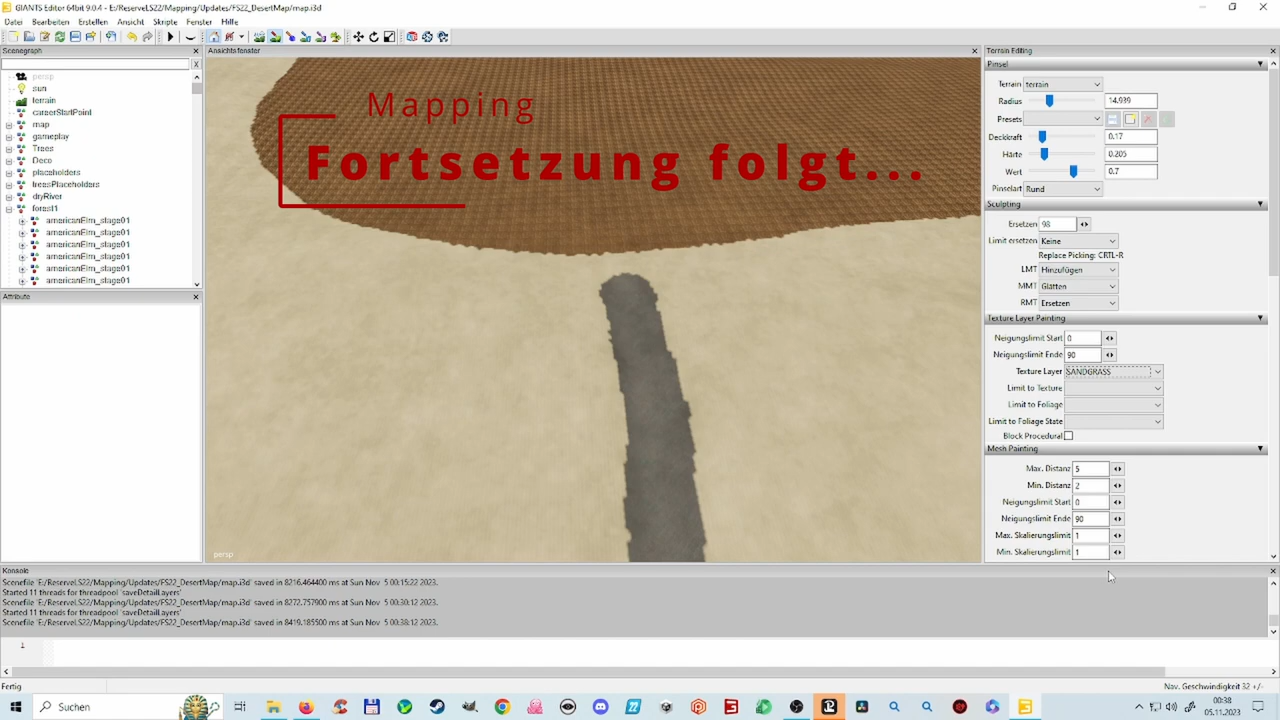 GIANTS Editor 64bit 9.0.4 - E:/ReserveLS22/Mapping/Updates/FS22_DesertMap/map.i3d
Datei Bearbeiten Erstellen Ansicht Skripte Fenster Hilfe
Scenegraph
persp
sun
terrain
careerStartPoint
map
gameplay
Trees
Deco
placeholders
treesPlaceholders
dryRiver
forest1
americanElm_stage01
americanElm_stage01
americanElm_stage01
americanElm_stage01
americanElm_stage01
americanElm_stage01
Attribute
Ansichtsfenster
Mapping
Fortsetzung folgt...
persp
Terrain Editing
Pinsel
Terrain terrain
Radius 14.939
Presets
Deckkraft 0.17
Härte 0.205
Wert 0.7
Pinselart Rund
Sculpting
Ersetzen 98
Limit ersetzen Keine
Replace Picking: CRTL-R
LMT Hinzufügen
MMT Glätten
RMT Ersetzen
Texture Layer Painting
Neigungslimit Start 0
Neigungslimit Ende 90
Texture Layer SANDGRASS
Limit to Texture
Limit to Foliage
Limit to Foliage State
Block Procedural
Mesh Painting
Max. Distanz 5
Min. Distanz 2
Neigungslimit Start 0
Neigungslimit Ende 90
Max. Skalierungslimit 1
Min. Skalierungslimit 1
Konsole
Scenefile 'E:/ReserveLS22/Mapping/Updates/FS22_DesertMap/map.i3d' saved in 8216.464400 ms at Sun Nov 5 00:15:22 2023.
Started 11 threads for threadpool 'saveDetailLayers'
Scenefile 'E:/ReserveLS22/Mapping/Updates/FS22_DesertMap/map.i3d' saved in 8272.757900 ms at Sun Nov 5 00:30:12 2023.
Started 11 threads for threadpool 'saveDetailLayers'
Scenefile 'E:/ReserveLS22/Mapping/Updates/FS22_DesertMap/map.i3d' saved in 8419.185500 ms at Sun Nov 5 00:38:12 2023.
1
Fertig
Nav. Geschwindigkeit 32 +/-
Suchen
00:38
05.11.2023